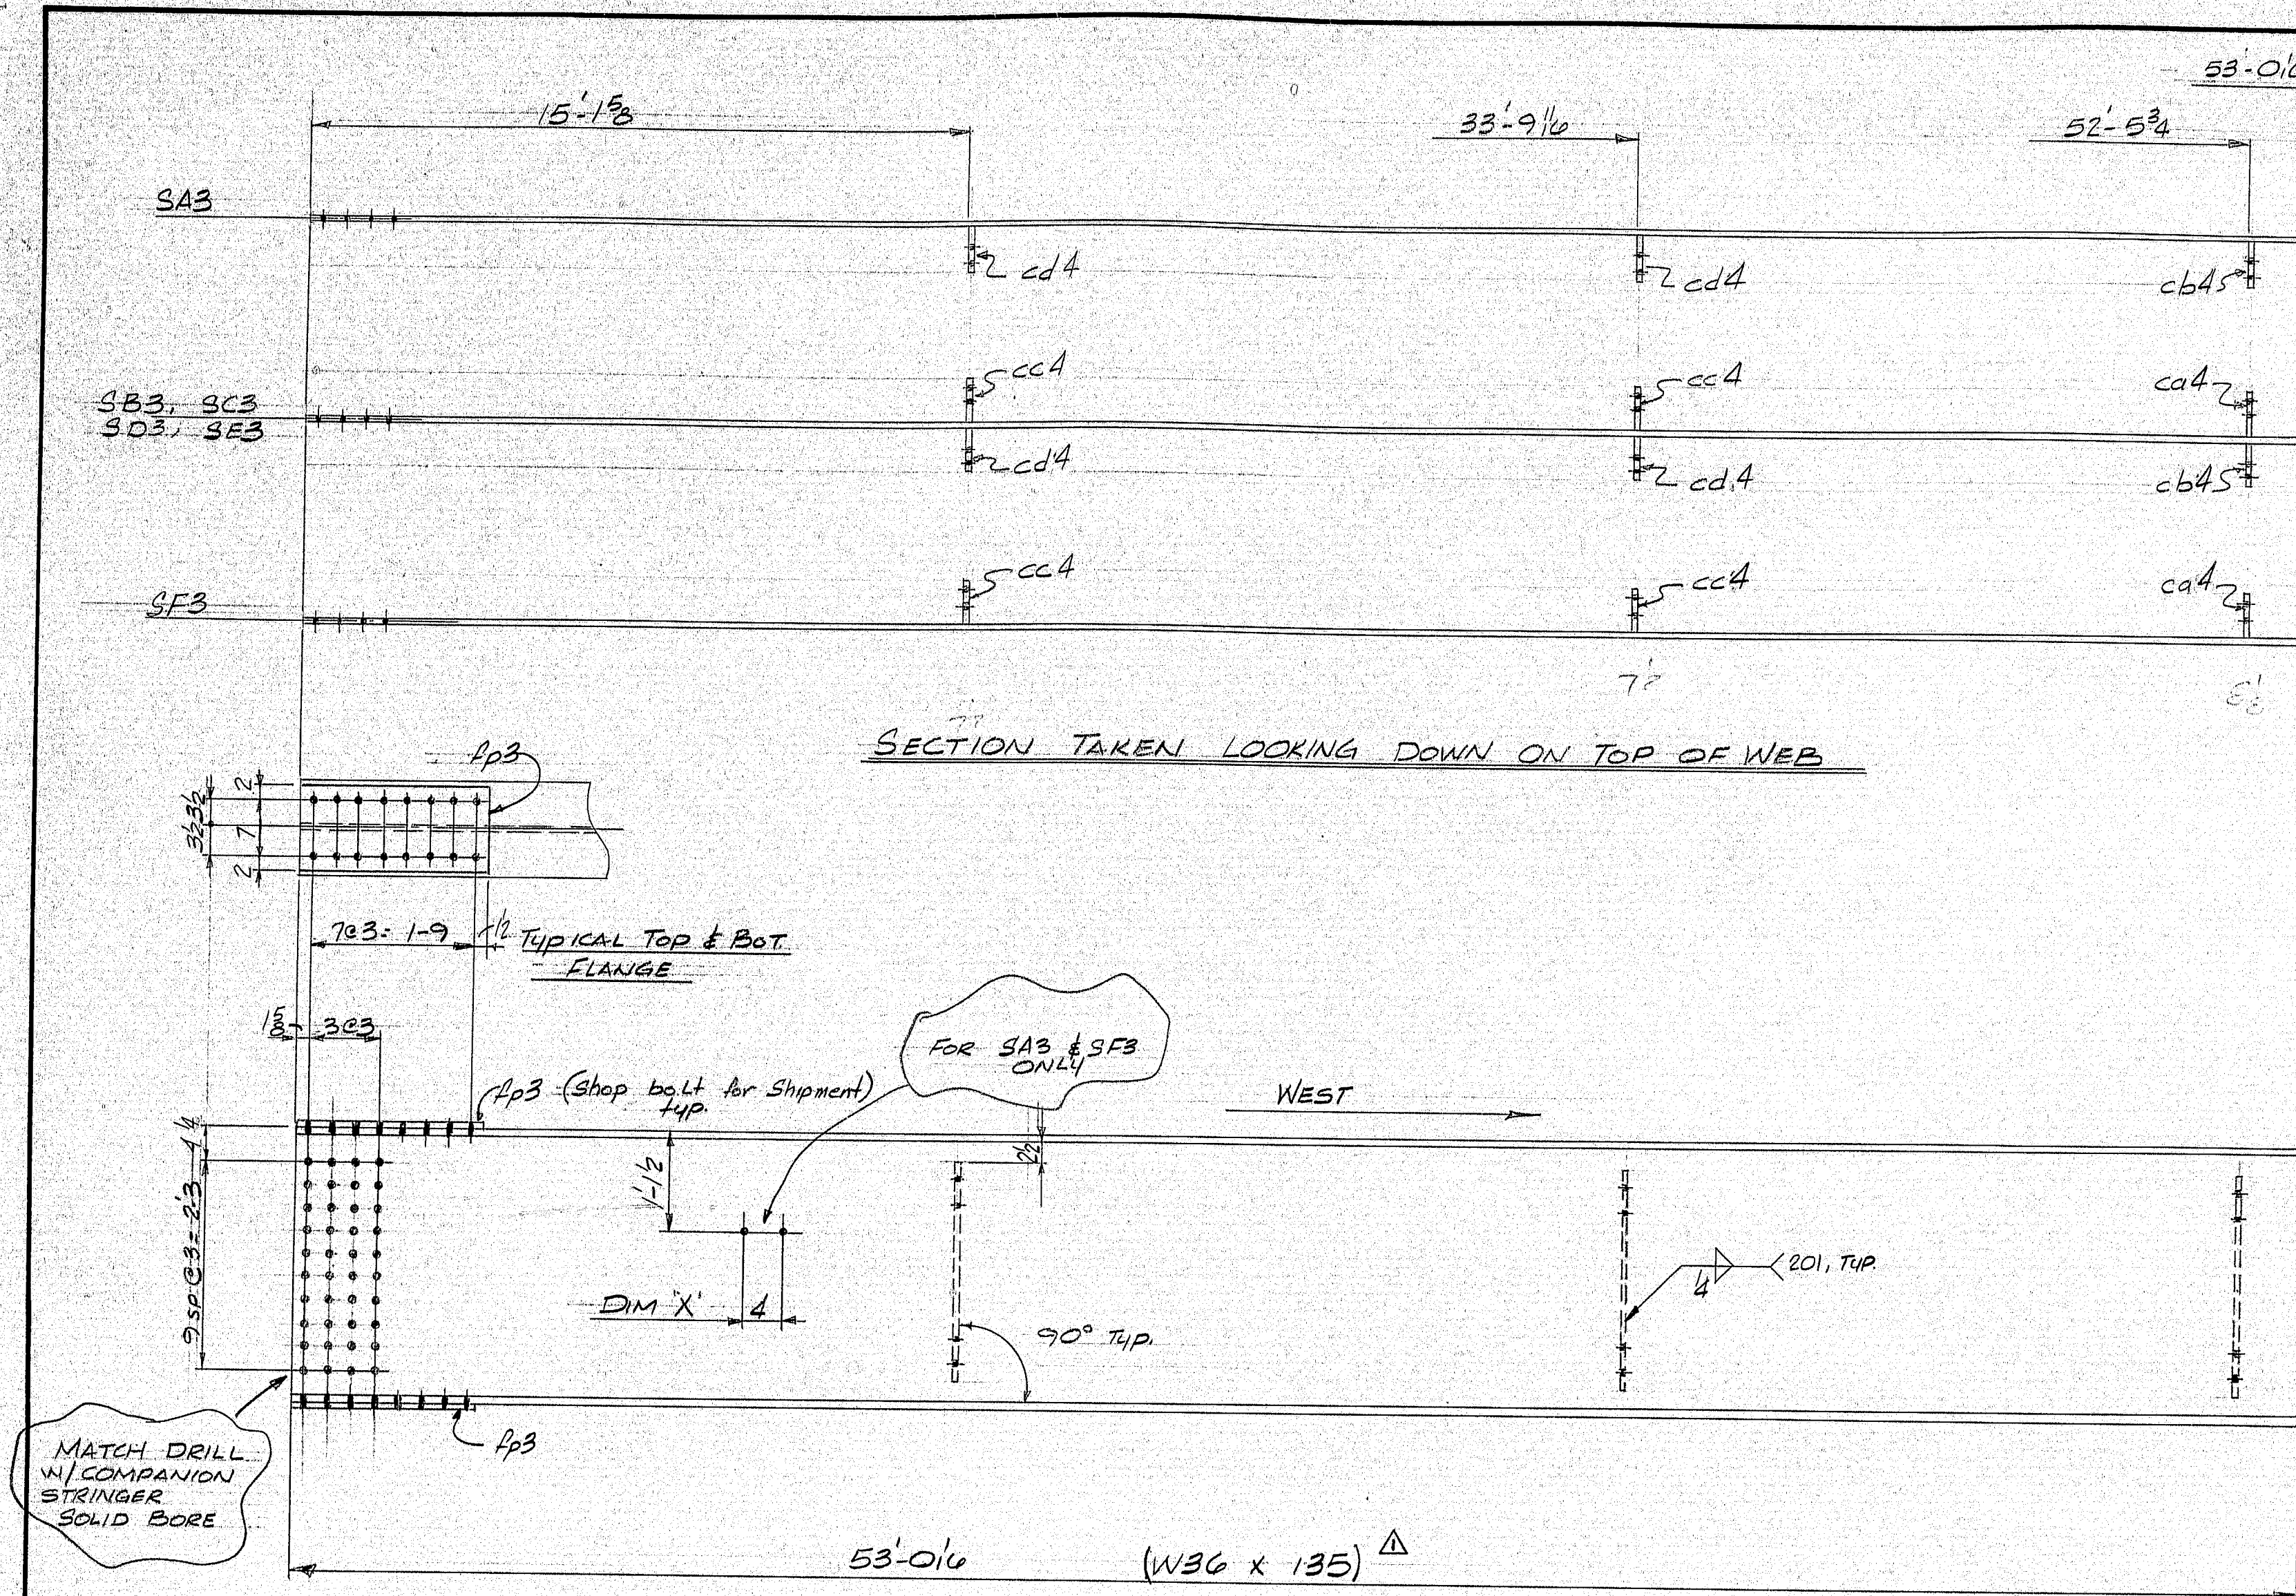 53'-0 1/16
15'-1 5/8
33'-9 11/16
52'-5 3/4
SA3
cd4
cd4
cb4
cc4
cc4
ca4
SB3, SC3
SD3, SE3
cd4
cd4
cb4
cc4
cc4
ca4
SF3
SECTION TAKEN LOOKING DOWN ON TOP OF WEB
fp3
2
3 1/2 3 1/2
7
2
7@3= 1-9
1 1/2
TYPICAL TOP & BOT.
FLANGE
1 5/8
3@3
FOR SA3 & SF3
ONLY
fp3 (Shop bolt for Shipment)
typ.
WEST
4 1/4
2 1/2
1'-1 1/2
9 sp.@3= 2'3
DIM 'X'
4
90° TYP.
1/4
201, TYP.
fp3
MATCH DRILL
W/ COMPANION
STRINGER
SOLID BORE
53'-0 1/16 (W36 x 135) 1